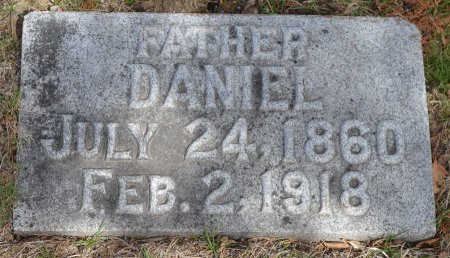 FATHER
DANIEL
JULY 24, 1860
FEB. 2, 1918